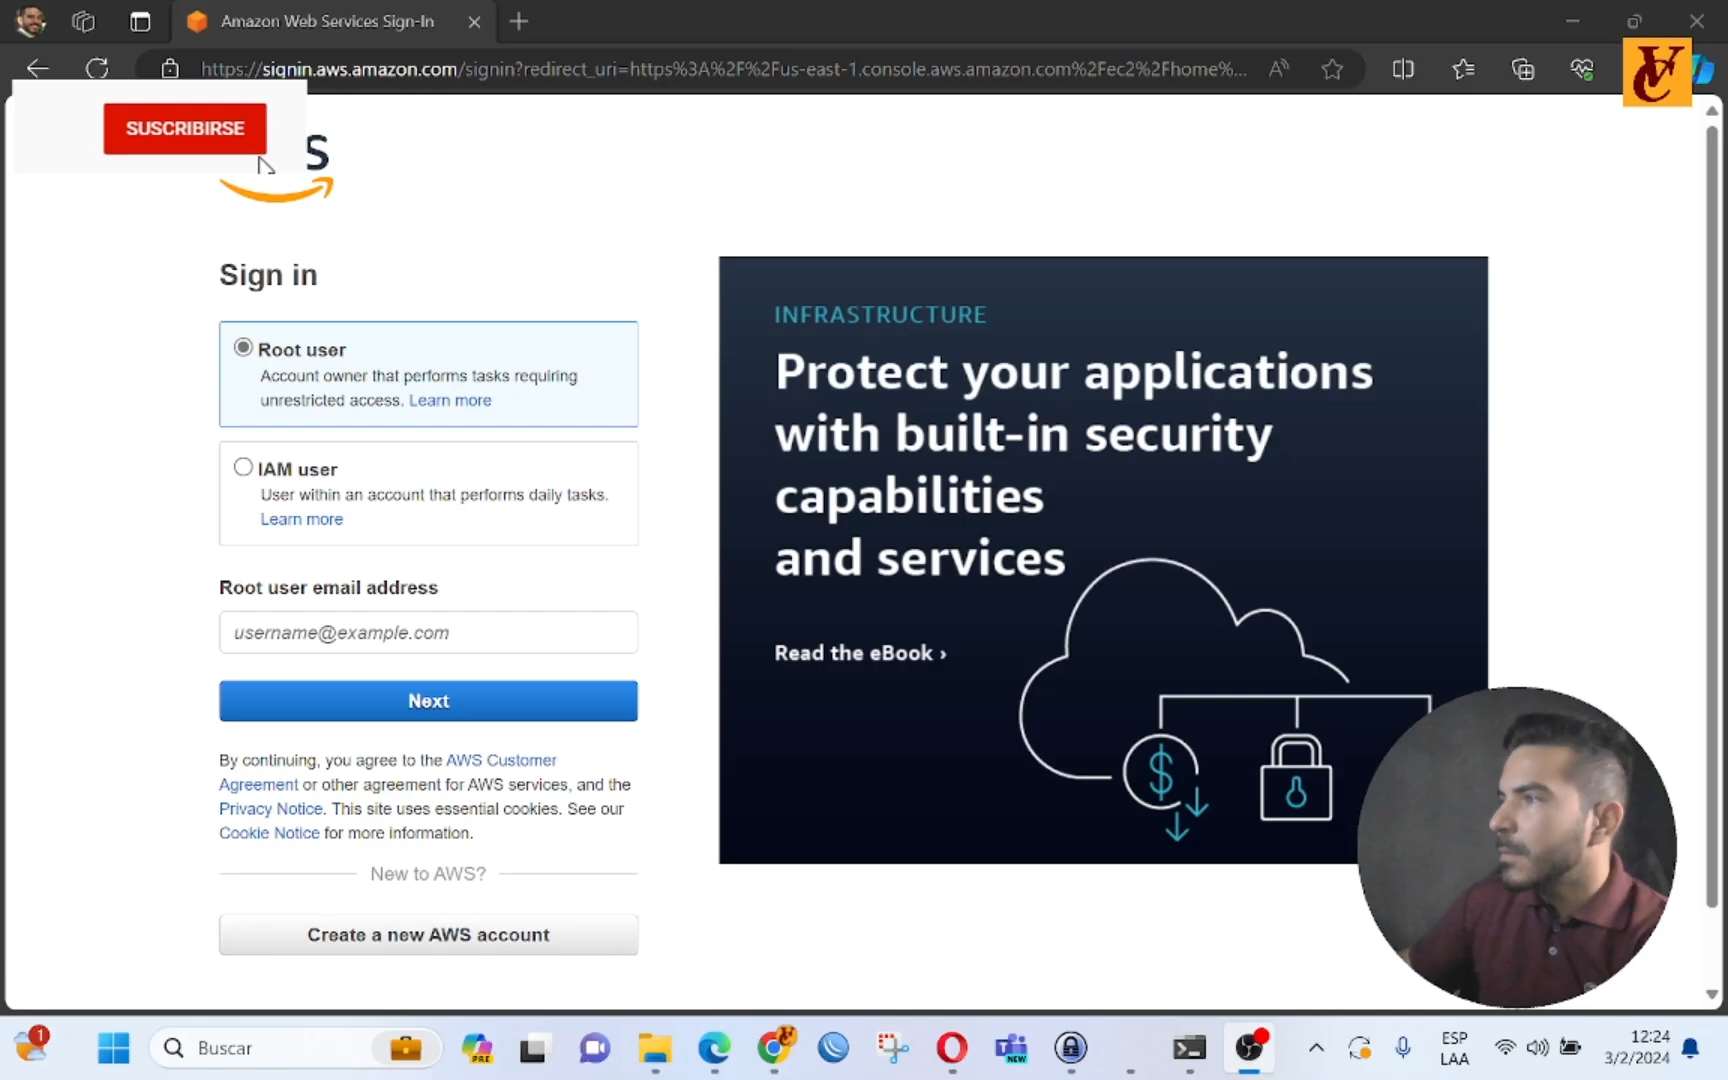 Amazon Web Services Sign-In
https://signin.aws.amazon.com/signin?redirect_uri=https%3A%2F%2Fus-east-1.console.aws.amazon.com%2Fec2%2Fhome%...
SUSCRIBIRSE
s
Sign in
Root user
Account owner that performs tasks requiring
unrestricted access. Learn more
IAM user
User within an account that performs daily tasks.
Learn more
Root user email address
username@example.com
Next
By continuing, you agree to the AWS Customer
Agreement or other agreement for AWS services, and the
Privacy Notice. This site uses essential cookies. See our
Cookie Notice for more information.
New to AWS?
Create a new AWS account
INFRASTRUCTURE
Protect your applications
with built-in security
capabilities
and services
Read the eBook ›
1
Buscar
PRE
NEW
ESP
LAA
12:24
3/2/2024